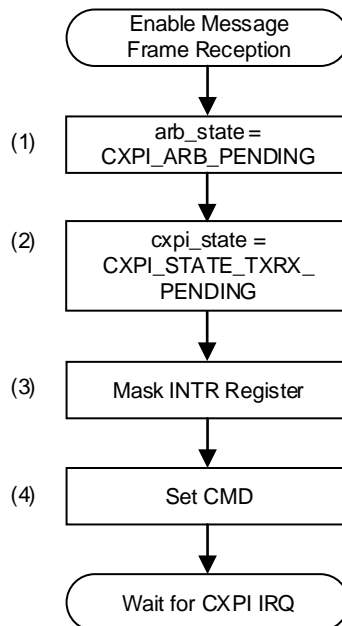 Enable Message
Frame Reception
(1)
arb_state =
CXPI_ARB_PENDING
(2)
cxpi_state =
CXPI_STATE_TXRX_
PENDING
(3)
Mask INTR Register
(4)
Set CMD
Wait for CXPI IRQ